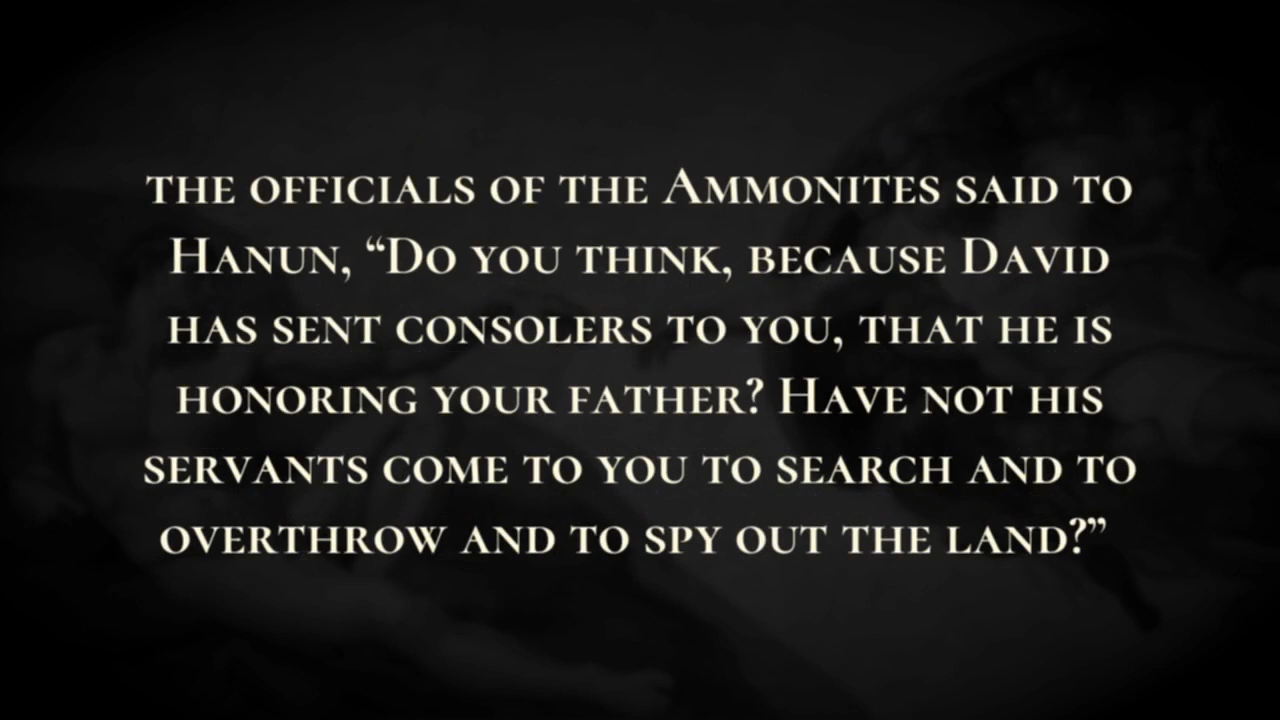 the officials of the Ammonites said to
Hanun, “Do you think, because David
has sent consolers to you, that he is
honoring your father? Have not his
servants come to you to search and to
overthrow and to spy out the land?”